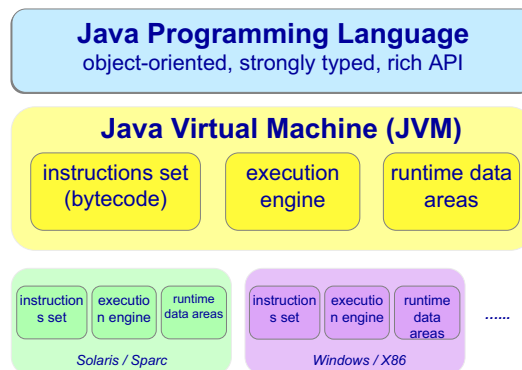 Java Programming Language
object-oriented, strongly typed, rich API
Java Virtual Machine (JVM)
instructions set
(bytecode)
execution
engine
runtime data
areas
instruction
s set
executio
n engine
runtime
data areas
Solaris / Sparc
instruction
s set
executio
n engine
runtime
data
areas
Windows / X86
......